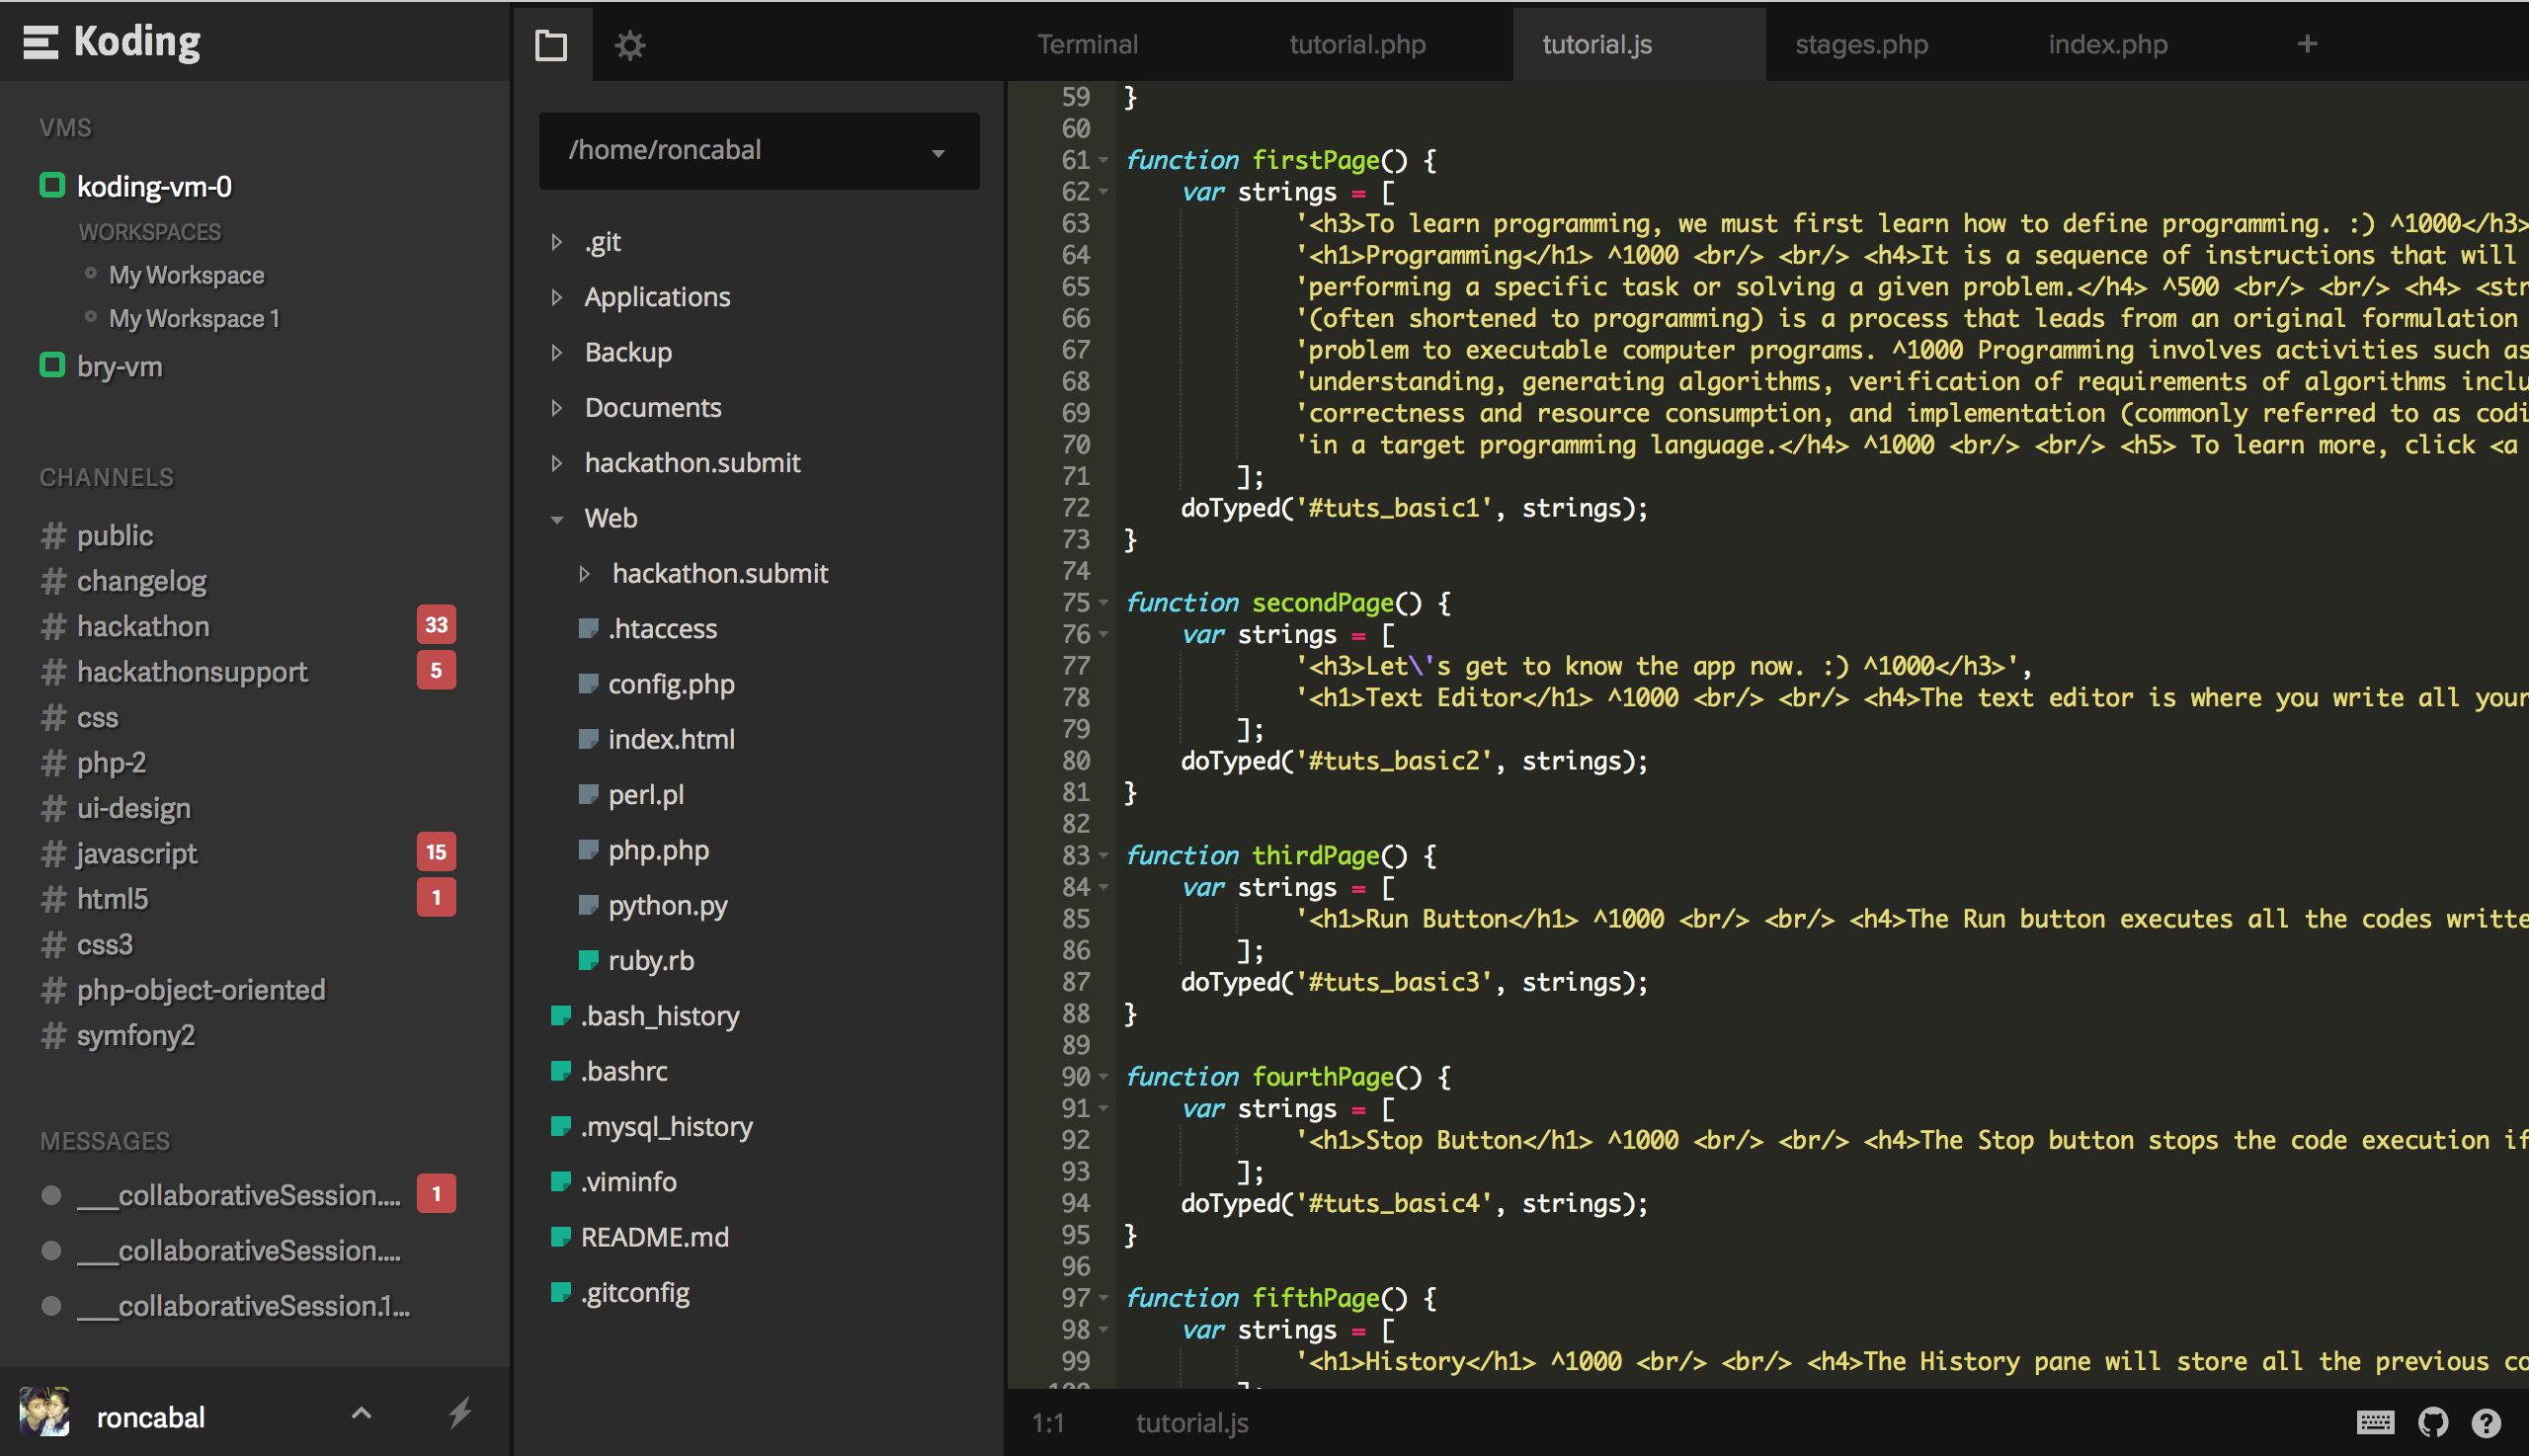 Koding
VMS
koding-vm-0
WORKSPACES
My Workspace
My Workspace 1
bry-vm
CHANNELS
# public
# changelog
# hackathon 33
# hackathonsupport 5
# css
# php-2
# ui-design
# javascript 15
# html5 1
# css3
# php-object-oriented
# symfony2
MESSAGES
___collaborativeSession.... 1
___collaborativeSession....
___collaborativeSession.1...
roncabal
/home/roncabal
.git
Applications
Backup
Documents
hackathon.submit
Web
hackathon.submit
.htaccess
config.php
index.html
perl.pl
php.php
python.py
ruby.rb
.bash_history
.bashrc
.mysql_history
.viminfo
README.md
.gitconfig
Terminal tutorial.php tutorial.js stages.php index.php +
59 }
60
61 function firstPage() {
62 var strings = [
63 '<h3>To learn programming, we must first learn how to define programming. :) ^1000</h3>
64 '<h1>Programming</h1> ^1000 <br/> <br/> <h4>It is a sequence of instructions that will
65 'performing a specific task or solving a given problem.</h4> ^500 <br/> <br/> <h4> <str
66 '(often shortened to programming) is a process that leads from an original formulation
67 'problem to executable computer programs. ^1000 Programming involves activities such as
68 'understanding, generating algorithms, verification of requirements of algorithms inclu
69 'correctness and resource consumption, and implementation (commonly referred to as codi
70 'in a target programming language.</h4> ^1000 <br/> <br/> <h5> To learn more, click <a
71 ];
72 doTyped('#tuts_basic1', strings);
73 }
74
75 function secondPage() {
76 var strings = [
77 '<h3>Let\'s get to know the app now. :) ^1000</h3>',
78 '<h1>Text Editor</h1> ^1000 <br/> <br/> <h4>The text editor is where you write all your
79 ];
80 doTyped('#tuts_basic2', strings);
81 }
82
83 function thirdPage() {
84 var strings = [
85 '<h1>Run Button</h1> ^1000 <br/> <br/> <h4>The Run button executes all the codes writte
86 ];
87 doTyped('#tuts_basic3', strings);
88 }
89
90 function fourthPage() {
91 var strings = [
92 '<h1>Stop Button</h1> ^1000 <br/> <br/> <h4>The Stop button stops the code execution if
93 ];
94 doTyped('#tuts_basic4', strings);
95 }
96
97 function fifthPage() {
98 var strings = [
99 '<h1>History</h1> ^1000 <br/> <br/> <h4>The History pane will store all the previous co
1:1 tutorial.js